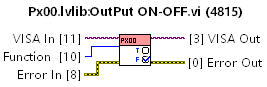 Px00.lvlib:OutPut ON-OFF.vi (4815)
VISA In [11]
PX00
[3] VISA Out
Function [10]
T
F
Error In [8]
[0] Error Out